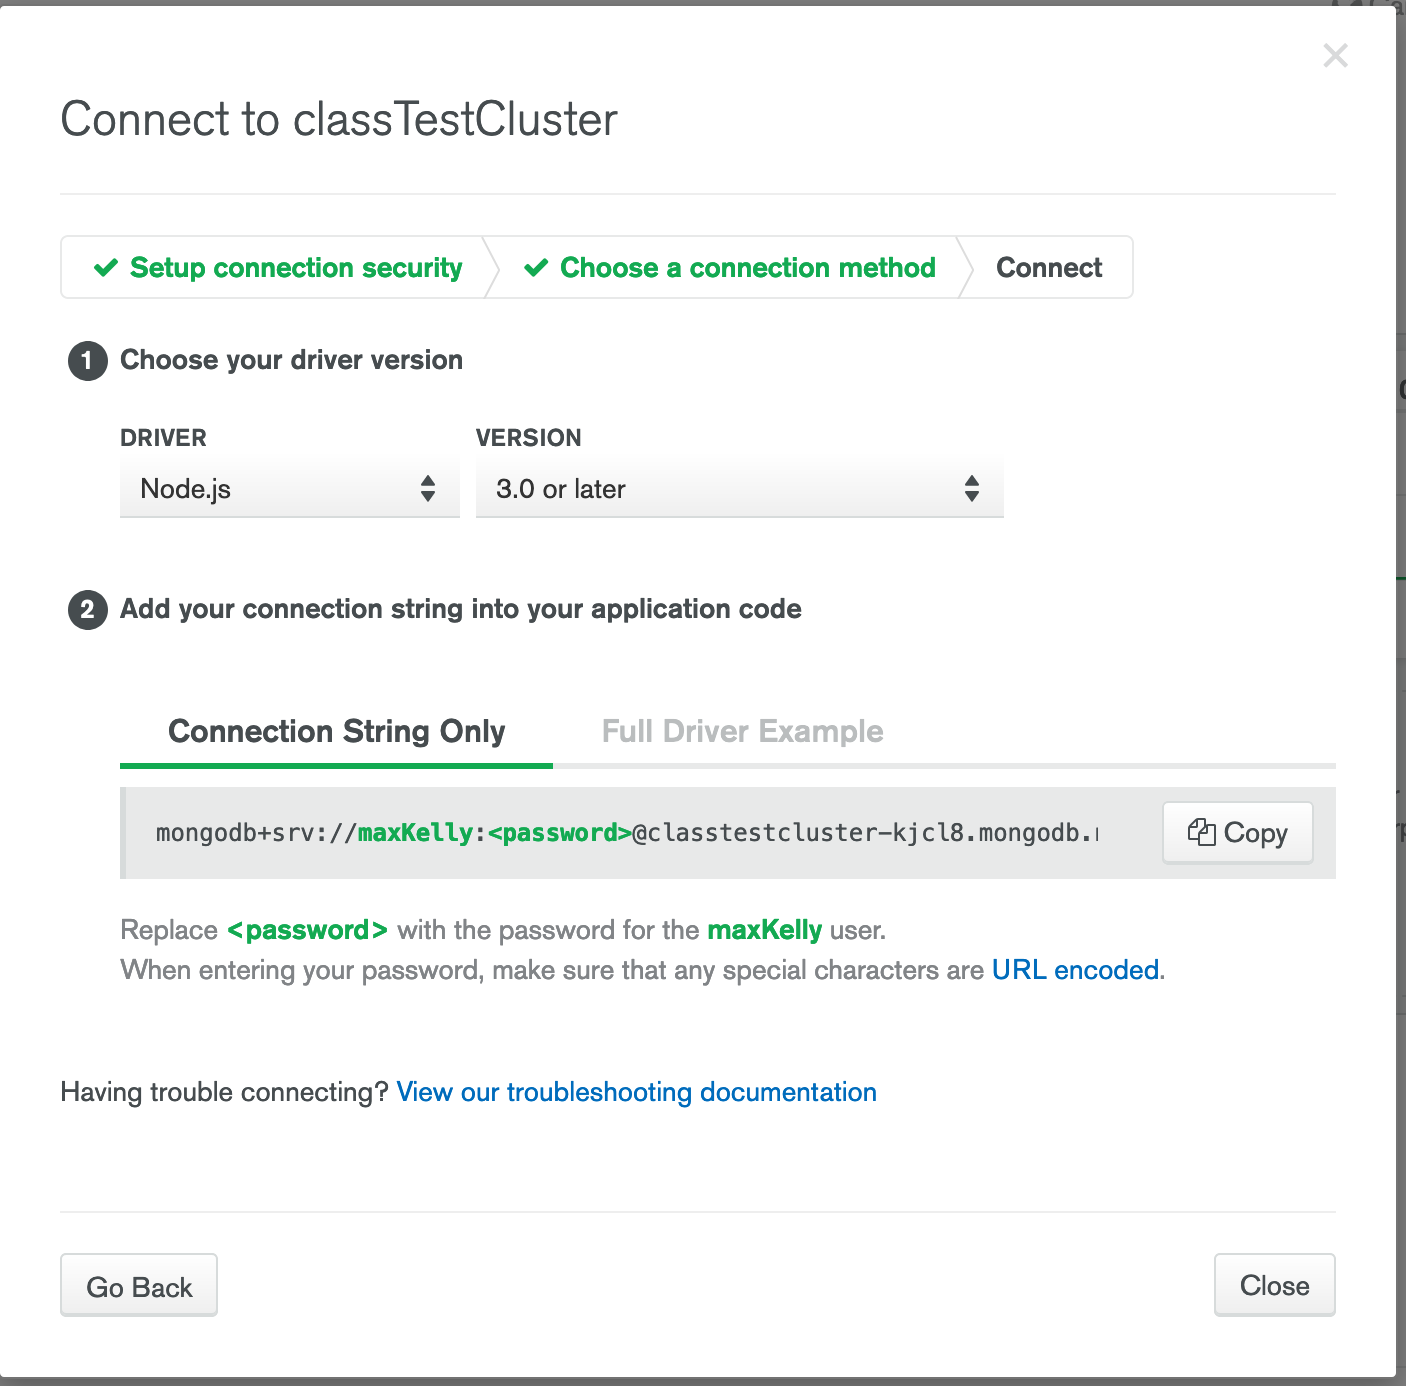 Connect to classTestCluster
Setup connection security
Choose a connection method
Connect
1 Choose your driver version
DRIVER VERSION
Node.js 3.0 or later
2 Add your connection string into your application code
Connection String Only Full Driver Example
mongodb+srv://maxKelly:<password>@classtestcluster-kjcl8.mongodb. Copy
Replace <password> with the password for the maxKelly user.
When entering your password, make sure that any special characters are URL encoded.
Having trouble connecting? View our troubleshooting documentation
Go Back Close